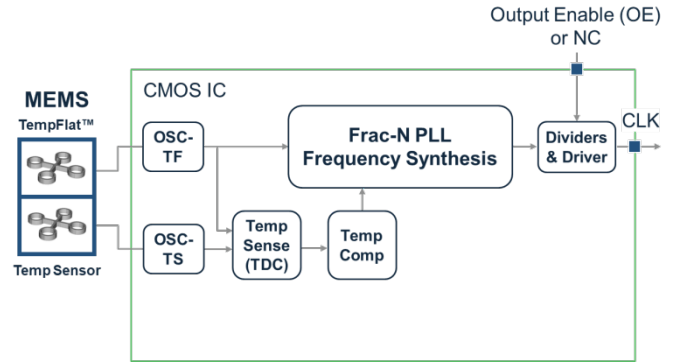 Output Enable (OE)
or NC
CMOS IC
MEMS
TempFlat™
CLK
OSC-
TF
Frac-N PLL
Frequency Synthesis
Dividers
& Driver
OSC-
TS
Temp
Sense
(TDC)
Temp
Comp
Temp Sensor